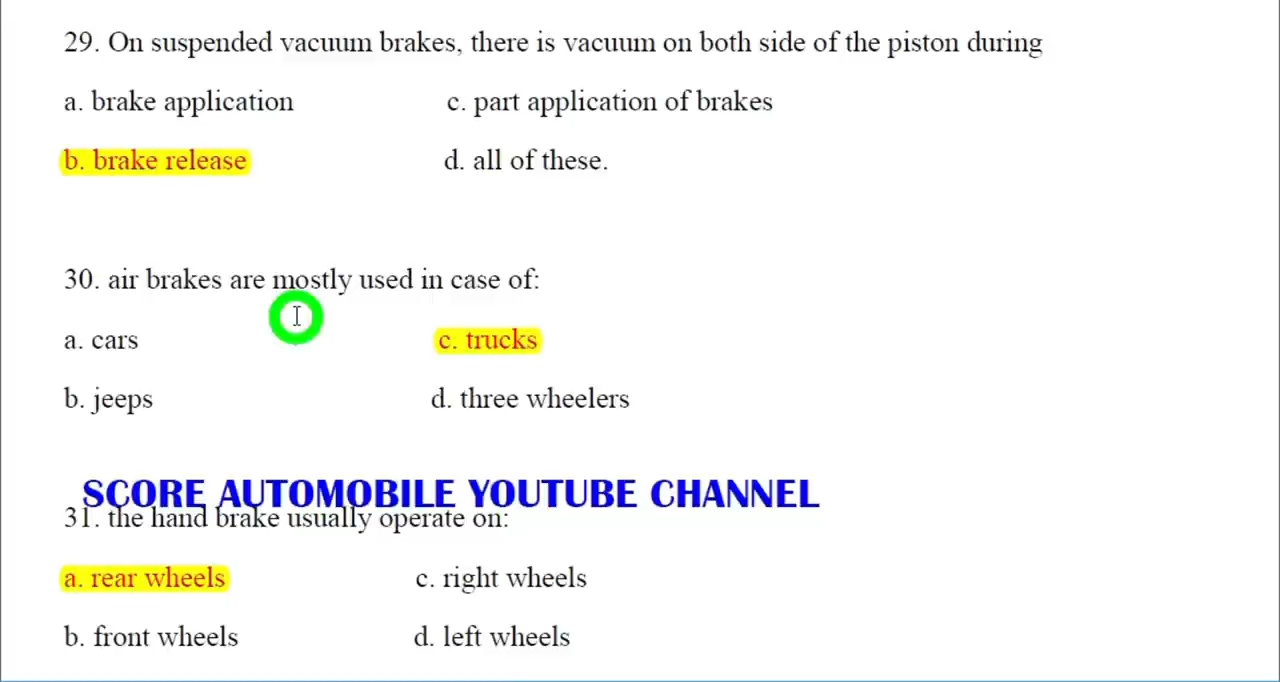 29. On suspended vacuum brakes, there is vacuum on both side of the piston during
a. brake application c. part application of brakes
b. brake release d. all of these.
30. air brakes are mostly used in case of:
a. cars c. trucks
b. jeeps d. three wheelers
SCORE AUTOMOBILE YOUTUBE CHANNEL
31. the hand brake usually operate on:
a. rear wheels c. right wheels
b. front wheels d. left wheels